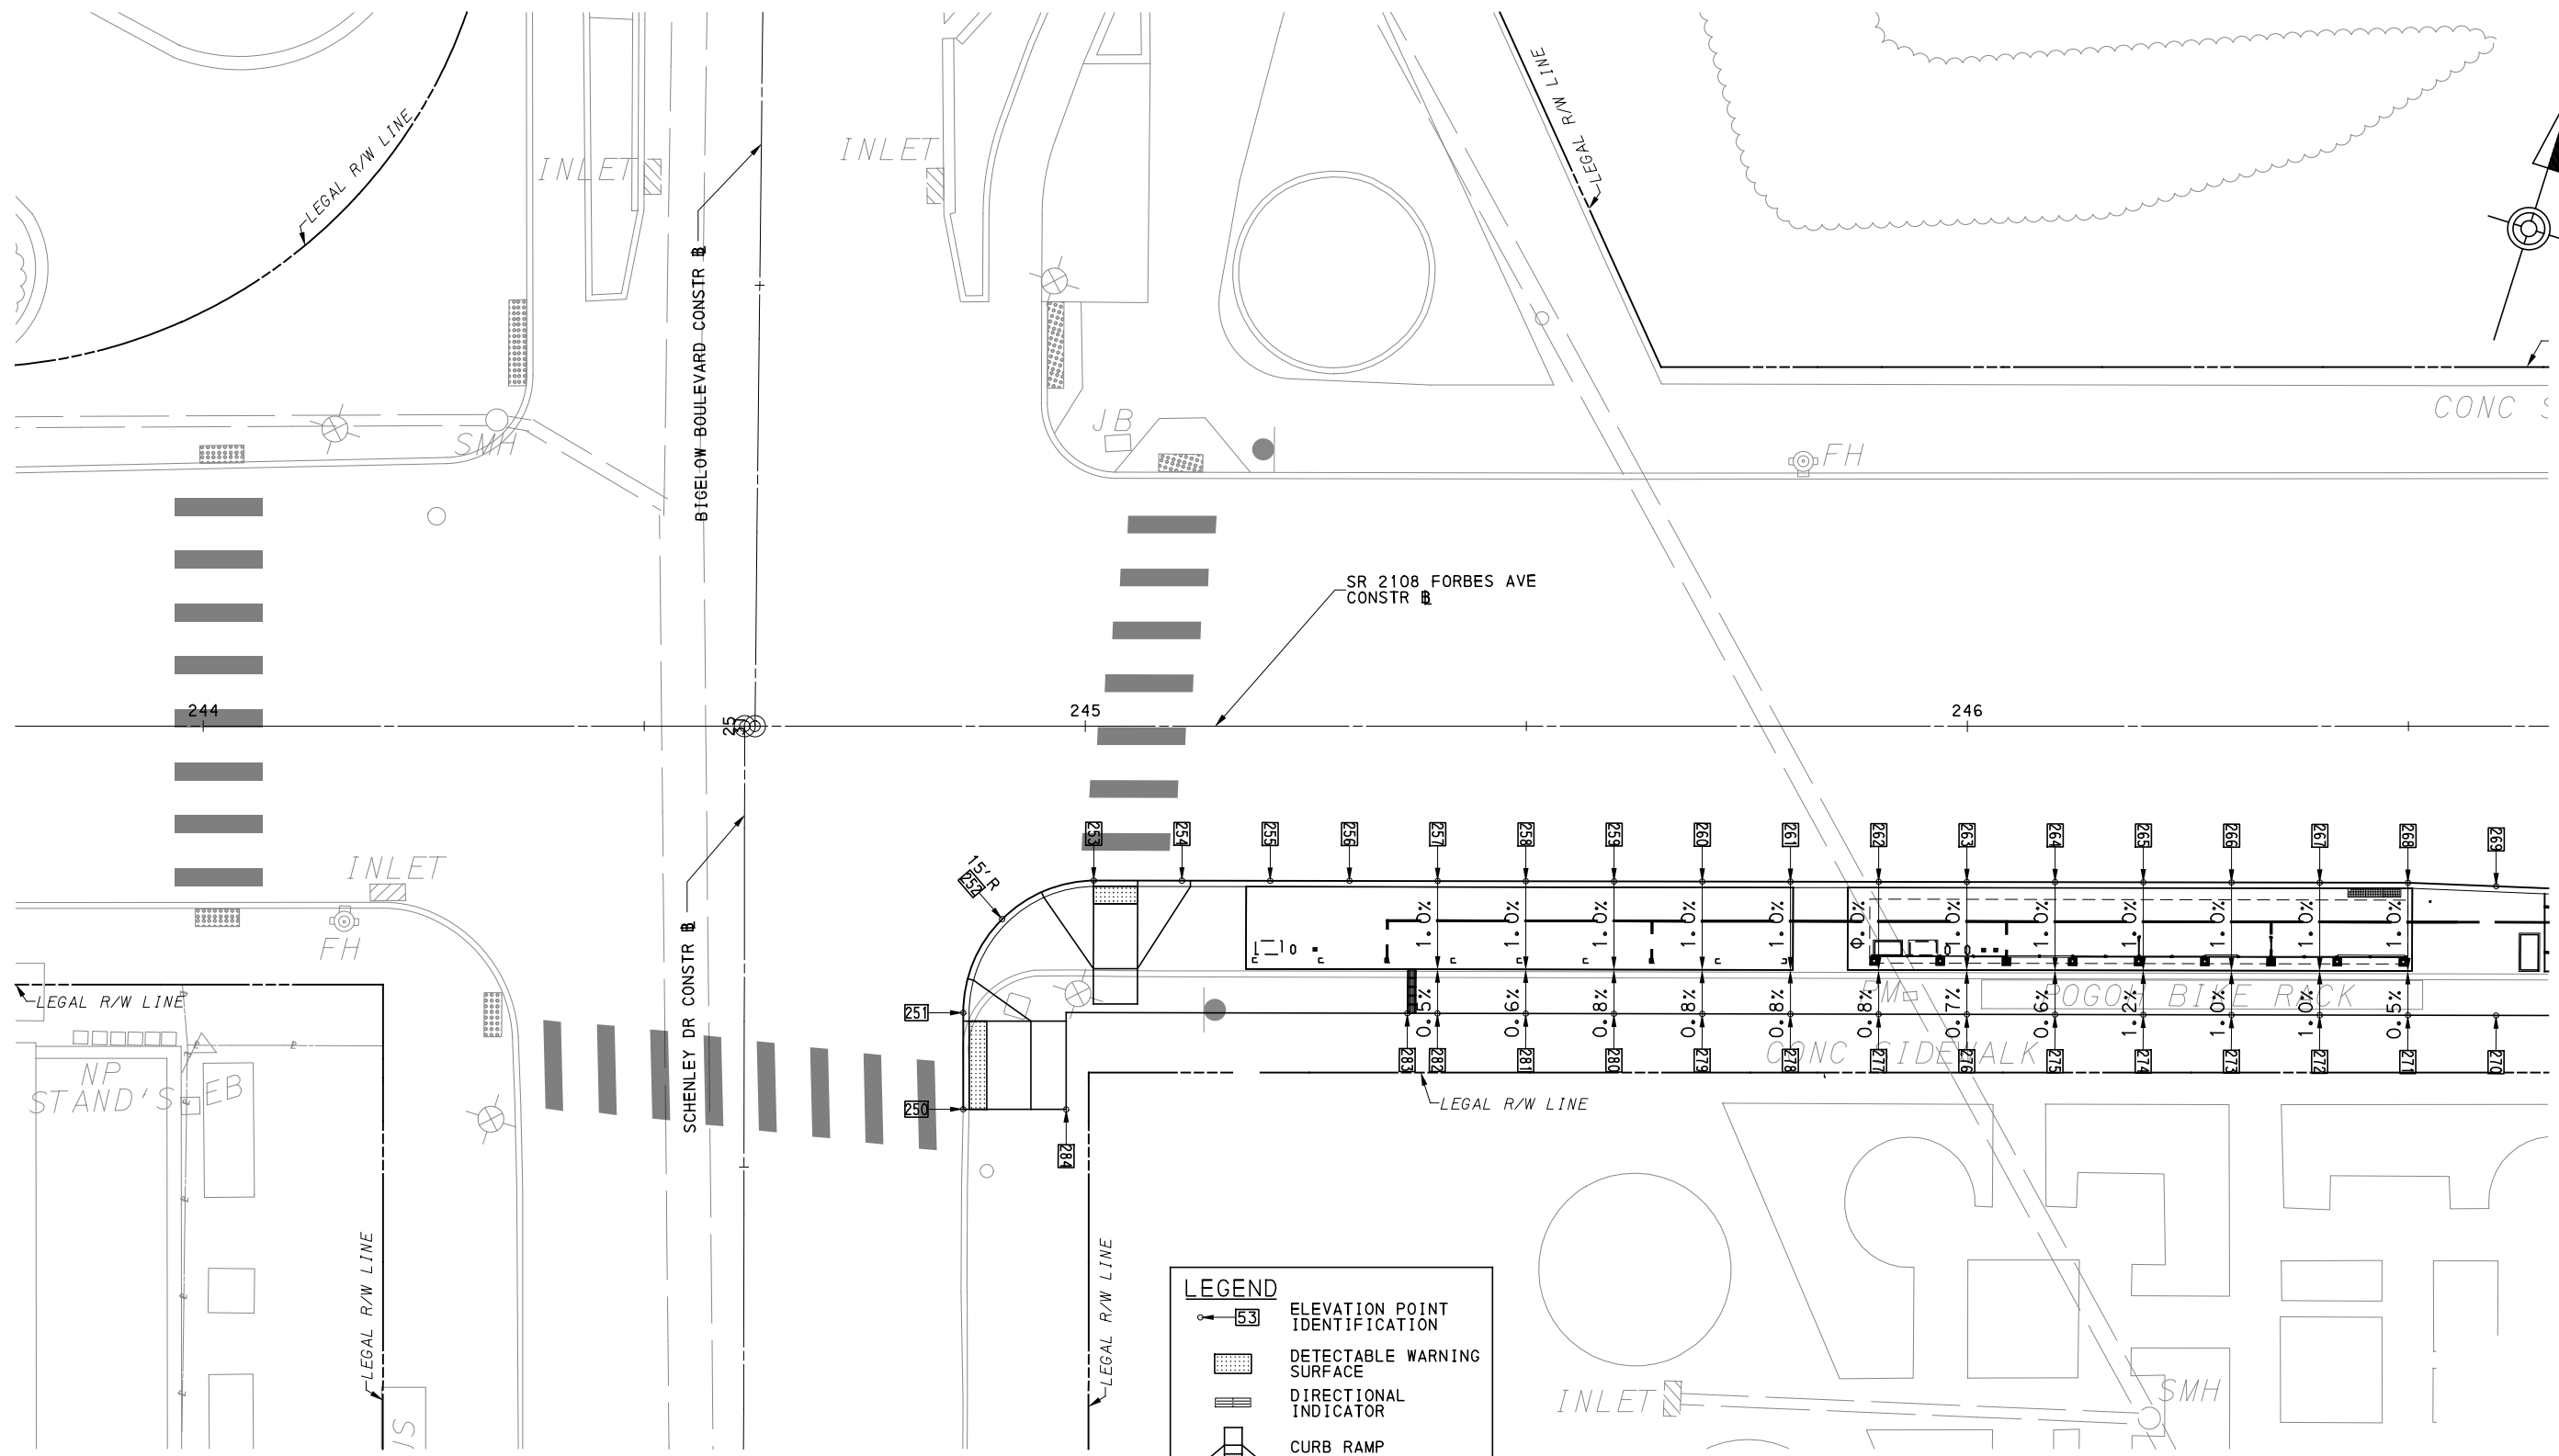 LEGAL R/W LINE
INLET
INLET
LEGAL R/W LINE
BIGELOW BOULEVARD CONSTR B
SMH
JB
FH
CONC S
SR 2108 FORBES AVE
CONSTR B
244
25
245
246
INLET
FH
SCHENLEY DR CONSTR B
15' R
252
253
254
255
256
257
258
259
260
261
262
263
264
265
266
267
268
269
1.0%
1.0%
1.0%
1.0%
1.0%
1.0%
1.0%
1.0%
1.0%
1.0%
1.0%
1.0%
LEGAL R/W LINE
251
0.5%
0.6%
0.8%
0.8%
0.8%
0.8%
0.7%
0.6%
1.2%
1.0%
1.0%
0.5%
PM
POGOH BIKE RACK
CONC SIDEWALK
283
282
281
280
279
278
277
276
275
274
273
272
271
270
NP
STAND'S
EB
250
284
LEGAL R/W LINE
LEGAL R/W LINE
LEGAL R/W LINE
US
LEGEND
53
ELEVATION POINT
IDENTIFICATION
DETECTABLE WARNING
SURFACE
DIRECTIONAL
INDICATOR
CURB RAMP
INLET
SMH